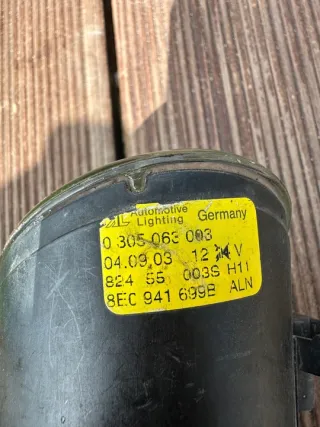 AL Automotive Lighting Germany
0 305 063 003
04.09.03 12 V
824 55 003S H11
8E0 941 699B ALN